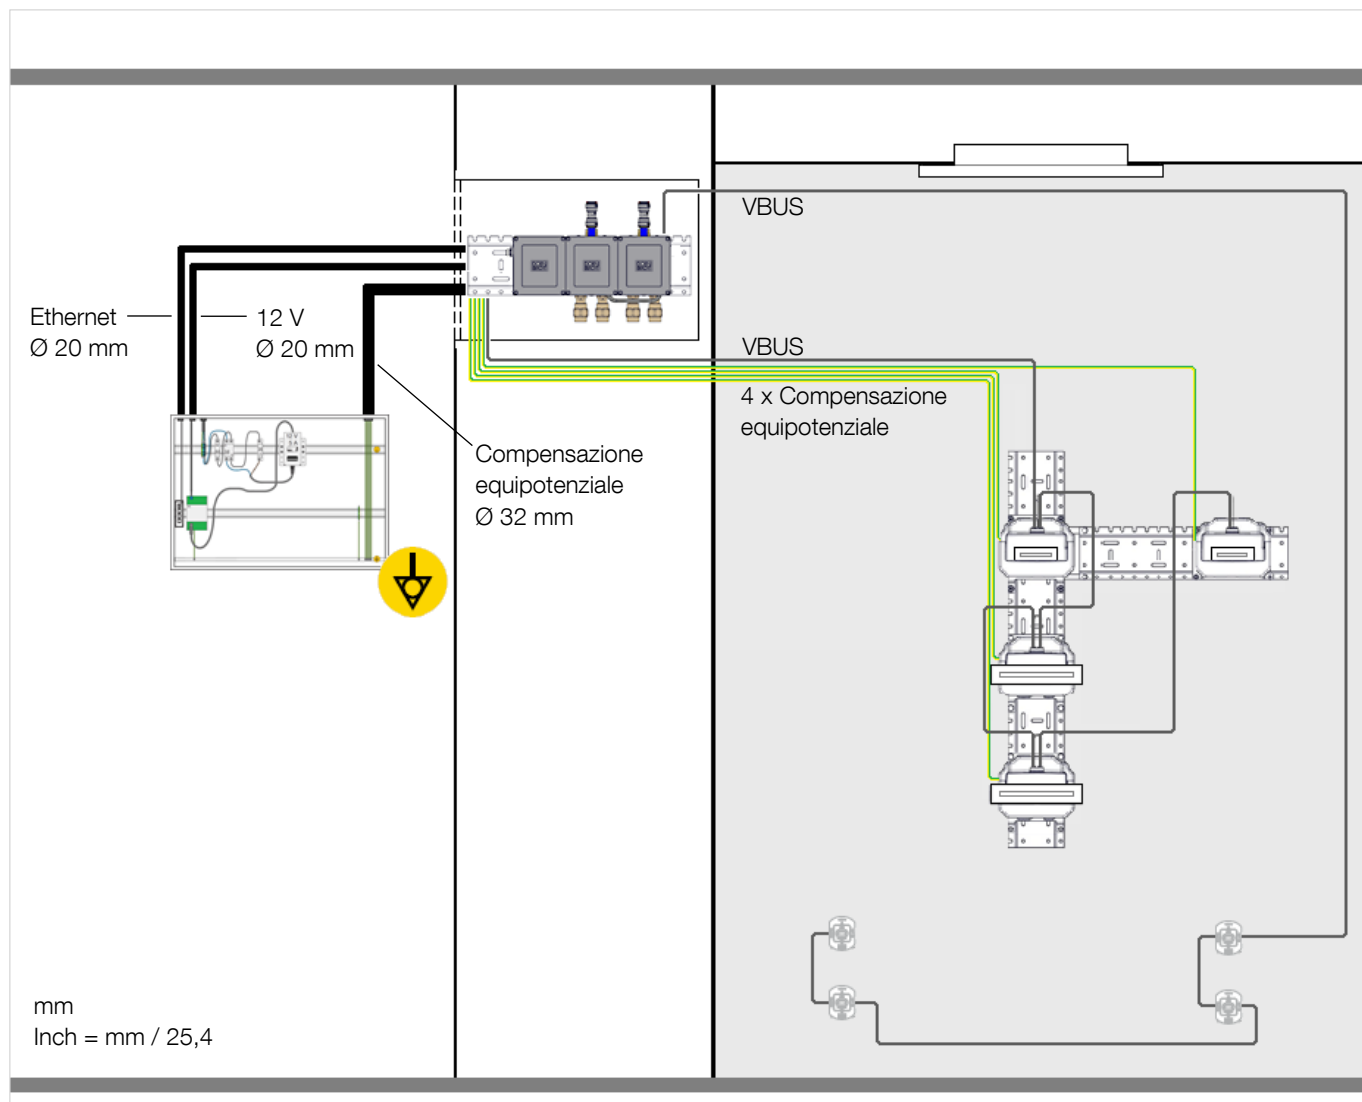 VBUS
Ethernet
Ø 20 mm
12 V
Ø 20 mm
VBUS
4 x Compensazione
equipotenziale
Compensazione
equipotenziale
Ø 32 mm
mm
Inch = mm / 25,4